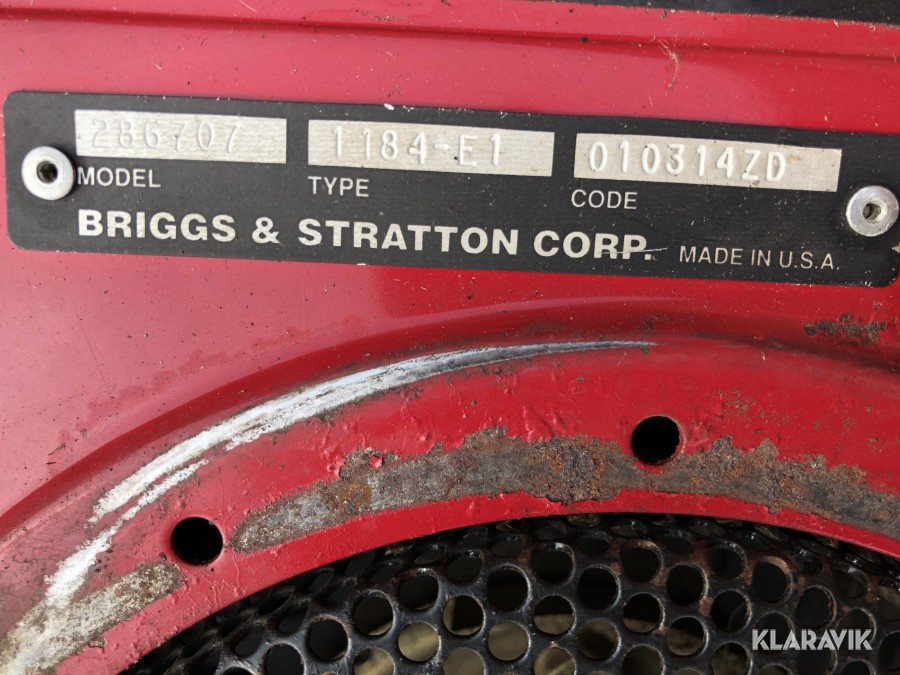 286707 1184-E1 010314ZD
MODEL TYPE CODE
BRIGGS & STRATTON CORP. MADE IN U.S.A.
KLARAVIK